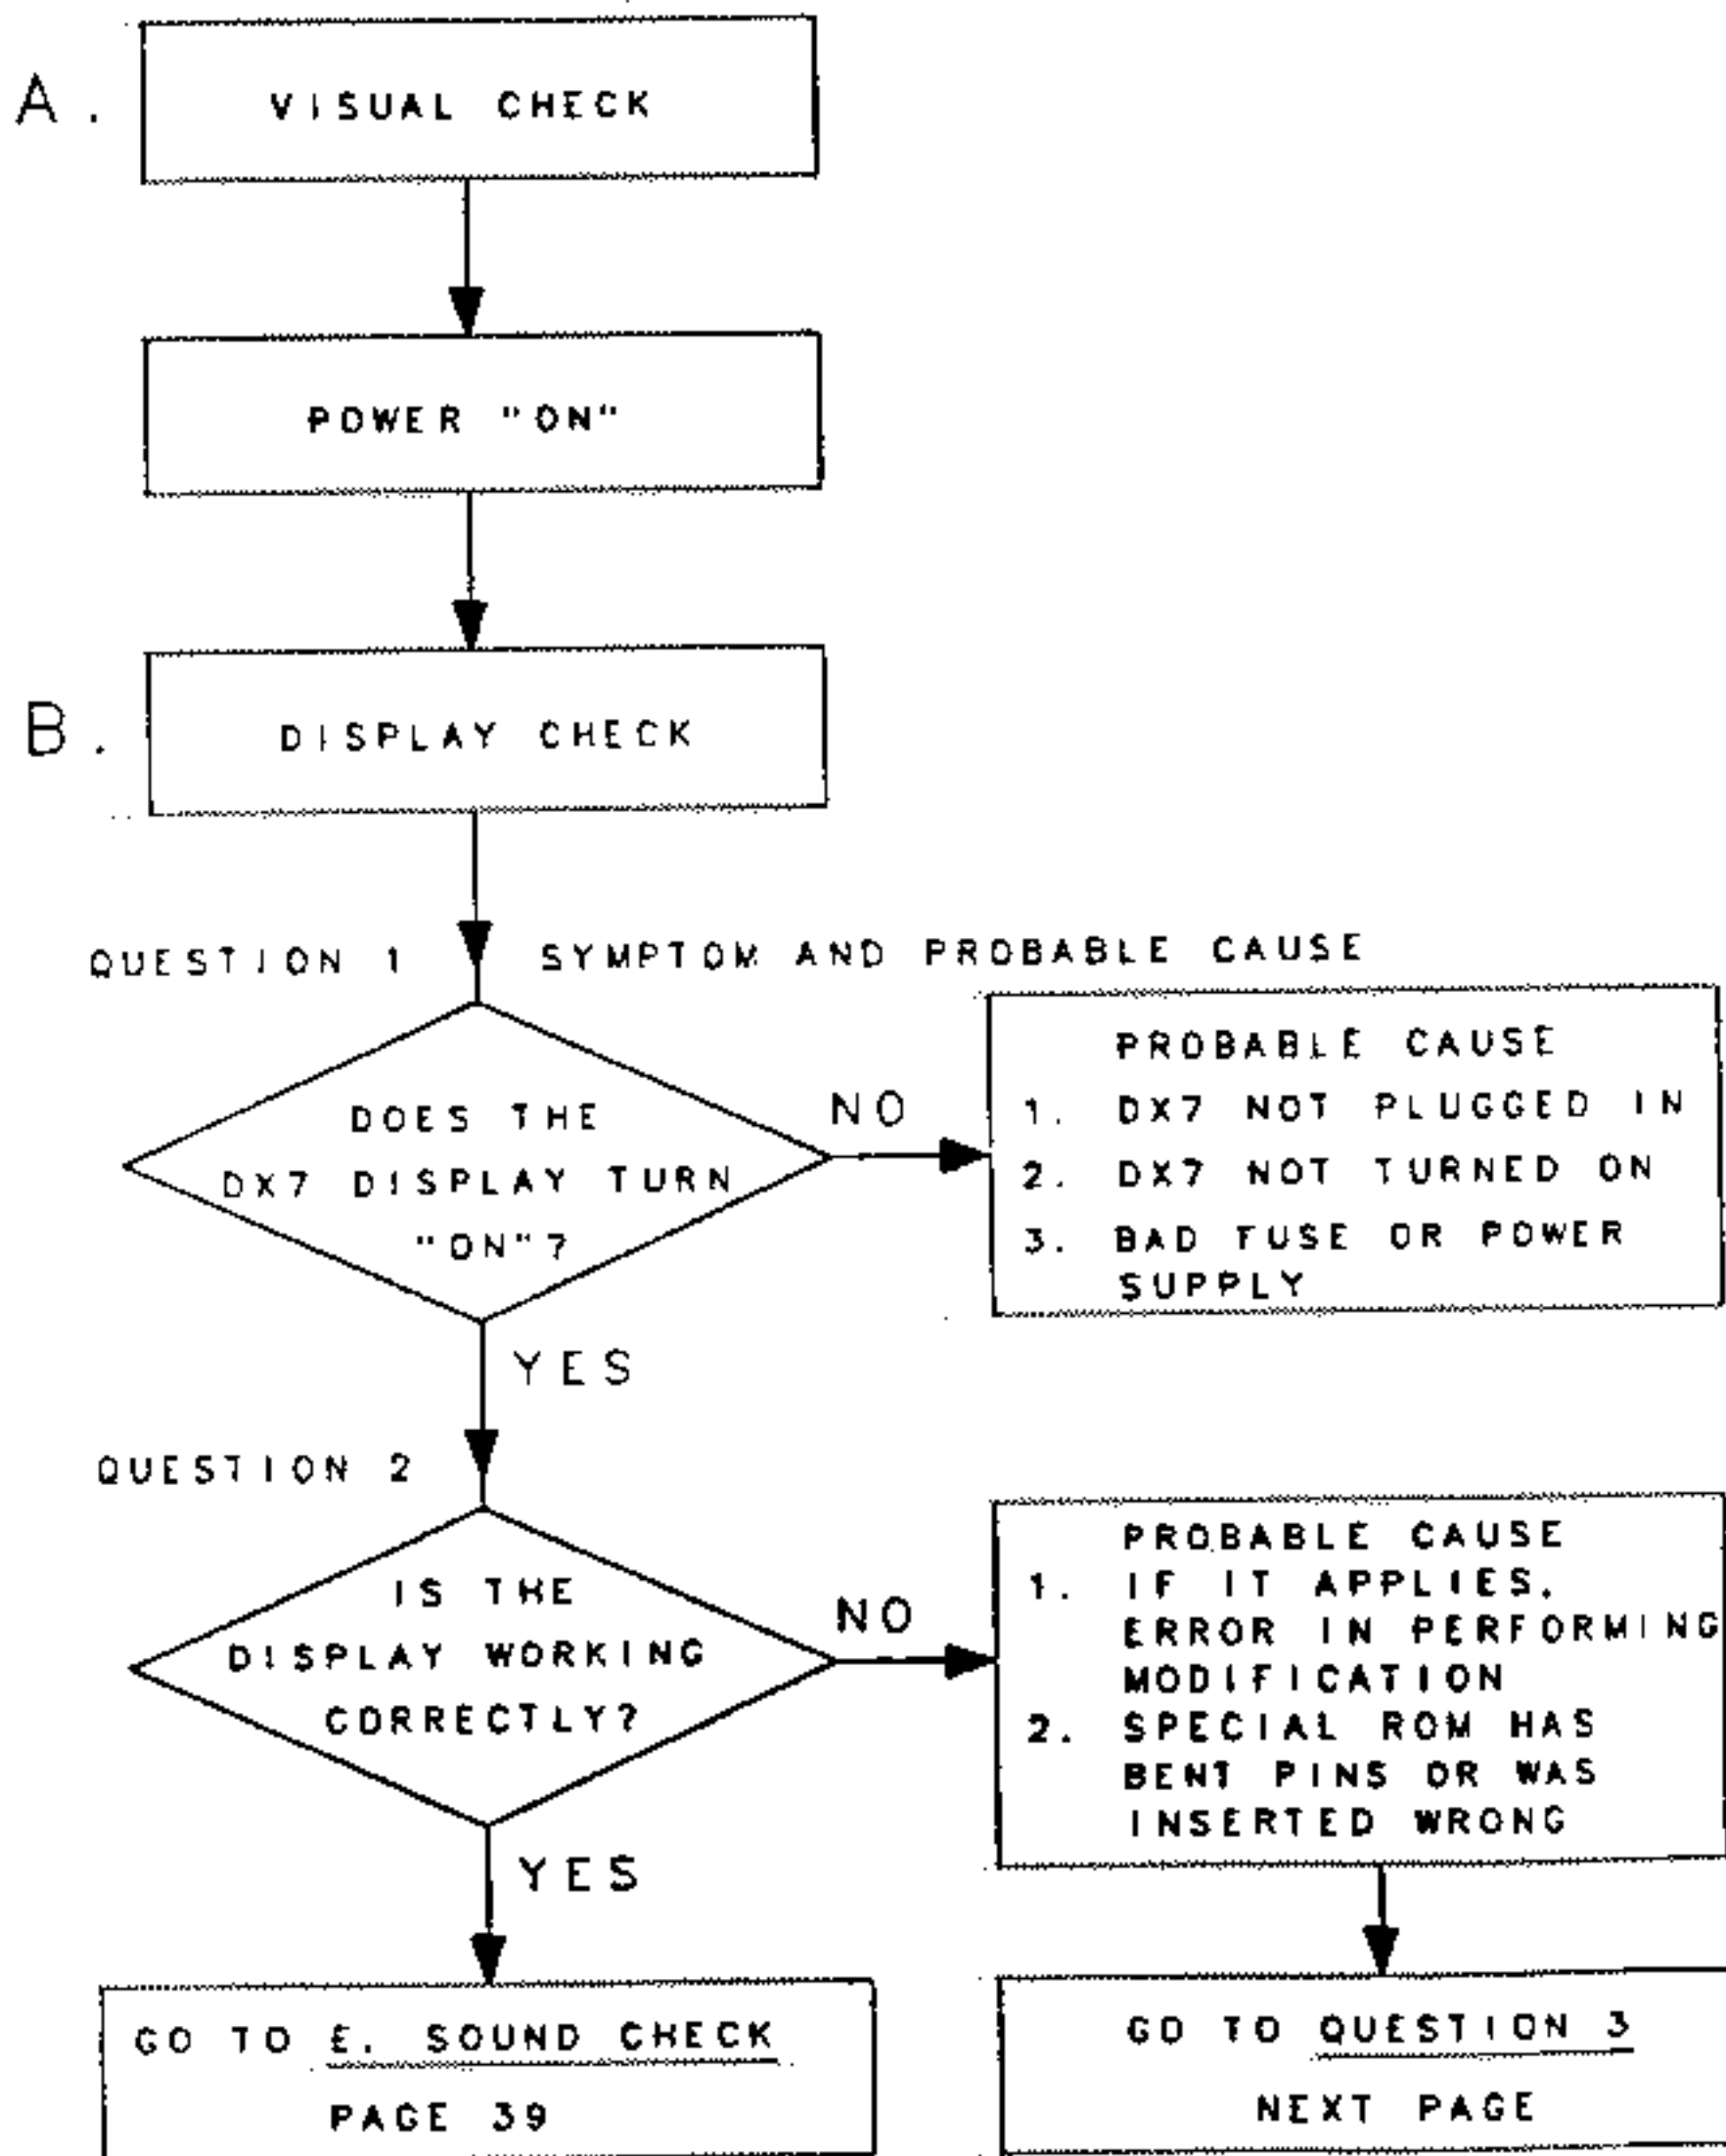 A. VISUAL CHECK
POWER "ON"
B. DISPLAY CHECK
QUESTION 1 SYMPTOM AND PROBABLE CAUSE
DOES THE
DX7 DISPLAY TURN
"ON"?
NO
PROBABLE CAUSE
1. DX7 NOT PLUGGED IN
2. DX7 NOT TURNED ON
3. BAD FUSE OR POWER
SUPPLY
YES
QUESTION 2
IS THE
DISPLAY WORKING
CORRECTLY?
NO
PROBABLE CAUSE
1. IF IT APPLIES,
ERROR IN PERFORMING
MODIFICATION
2. SPECIAL ROM HAS
BENT PINS OR WAS
INSERTED WRONG
YES
GO TO E. SOUND CHECK
PAGE 39
GO TO QUESTION 3
NEXT PAGE